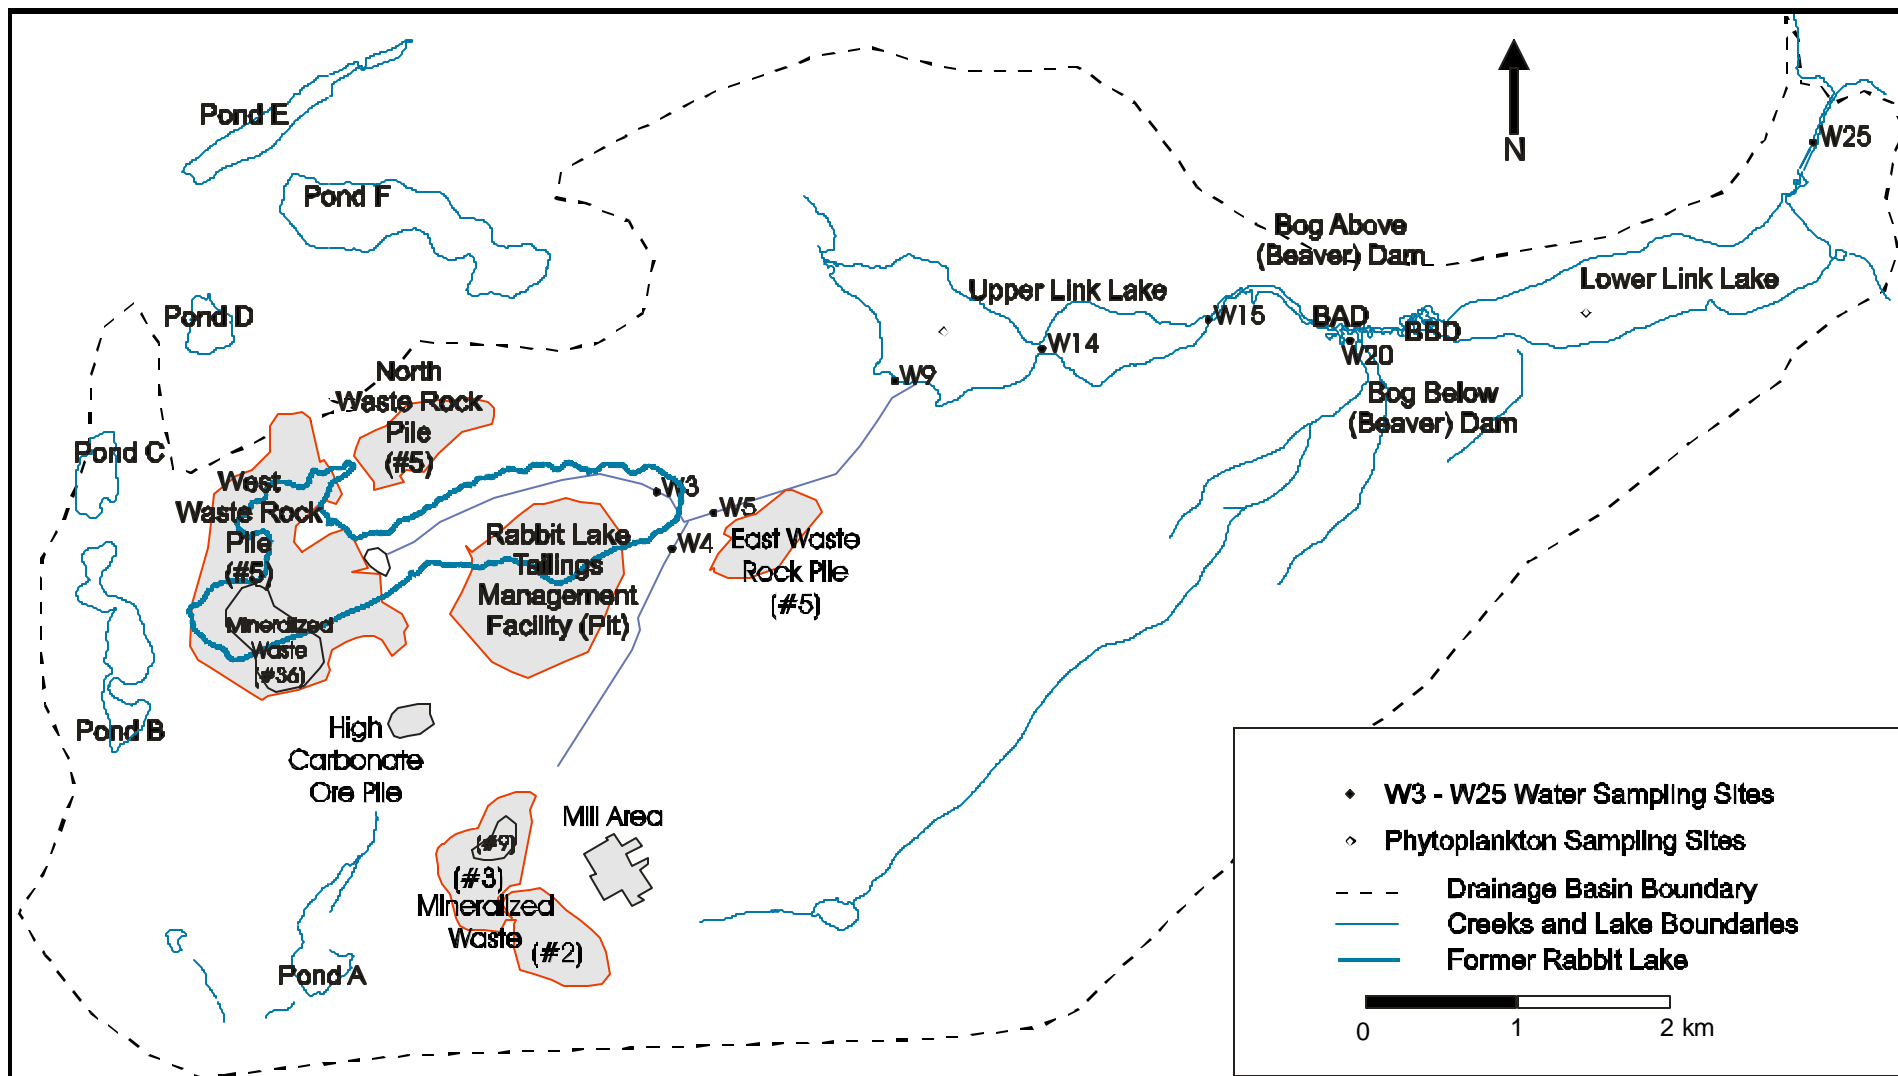 Pond E
Pond F
N
W25
Bog Above
(Beaver) Dam
Upper Link Lake
Lower Link Lake
Pond D
W15
BAD
BBD
W14
W20
North
Waste Rock
Pile
(#5)
W9
Bog Below
(Beaver) Dam
Pond C
West
Waste Rock
Pile
(#5)
W3
W5
W4
Rabbit Lake
Tailings
Management
Facility (Pit)
East Waste
Rock Pile
(#5)
Mineralized
Waste
(#36)
Pond B
High
Carbonate
Ore Pile
Mill Area
(#9)
(#3)
Mineralized
Waste
(#2)
Pond A
W3 - W25 Water Sampling Sites
Phytoplankton Sampling Sites
Drainage Basin Boundary
Creeks and Lake Boundaries
Former Rabbit Lake
0 1 2 km